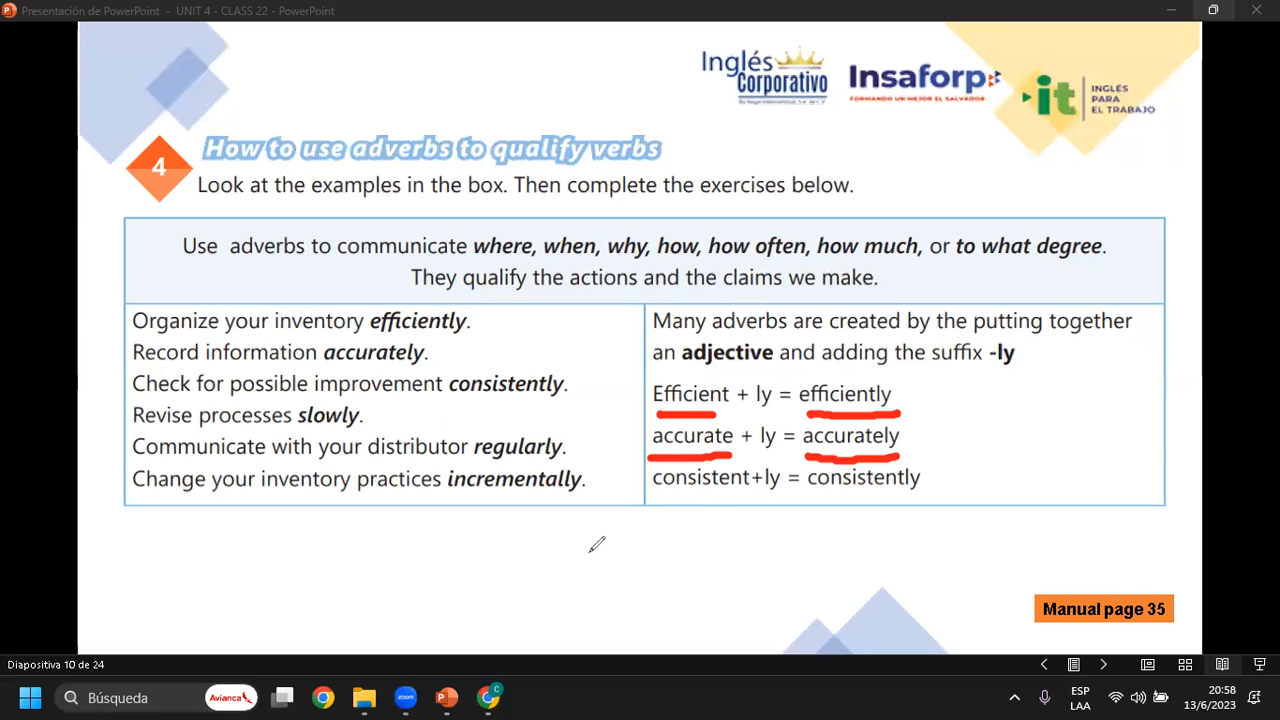 Presentación de PowerPoint - UNIT 4 - CLASS 22 - PowerPoint
Inglés
Corporativo
Insaforp
FORMANDO UN MEJOR EL SALVADOR
it
INGLÉS
PARA
EL TRABAJO
4
How to use adverbs to qualify verbs
Look at the examples in the box. Then complete the exercises below.
Use adverbs to communicate where, when, why, how, how often, how much, or to what degree.
They qualify the actions and the claims we make.
Organize your inventory efficiently.
Record information accurately.
Check for possible improvement consistently.
Revise processes slowly.
Communicate with your distributor regularly.
Change your inventory practices incrementally.
Many adverbs are created by the putting together
an adjective and adding the suffix -ly
Efficient + ly = efficiently
accurate + ly = accurately
consistent+ly = consistently
Manual page 35
Diapositiva 10 de 24
Búsqueda
Avianca
zoom
C
ESP
LAA
20:58
13/6/2023